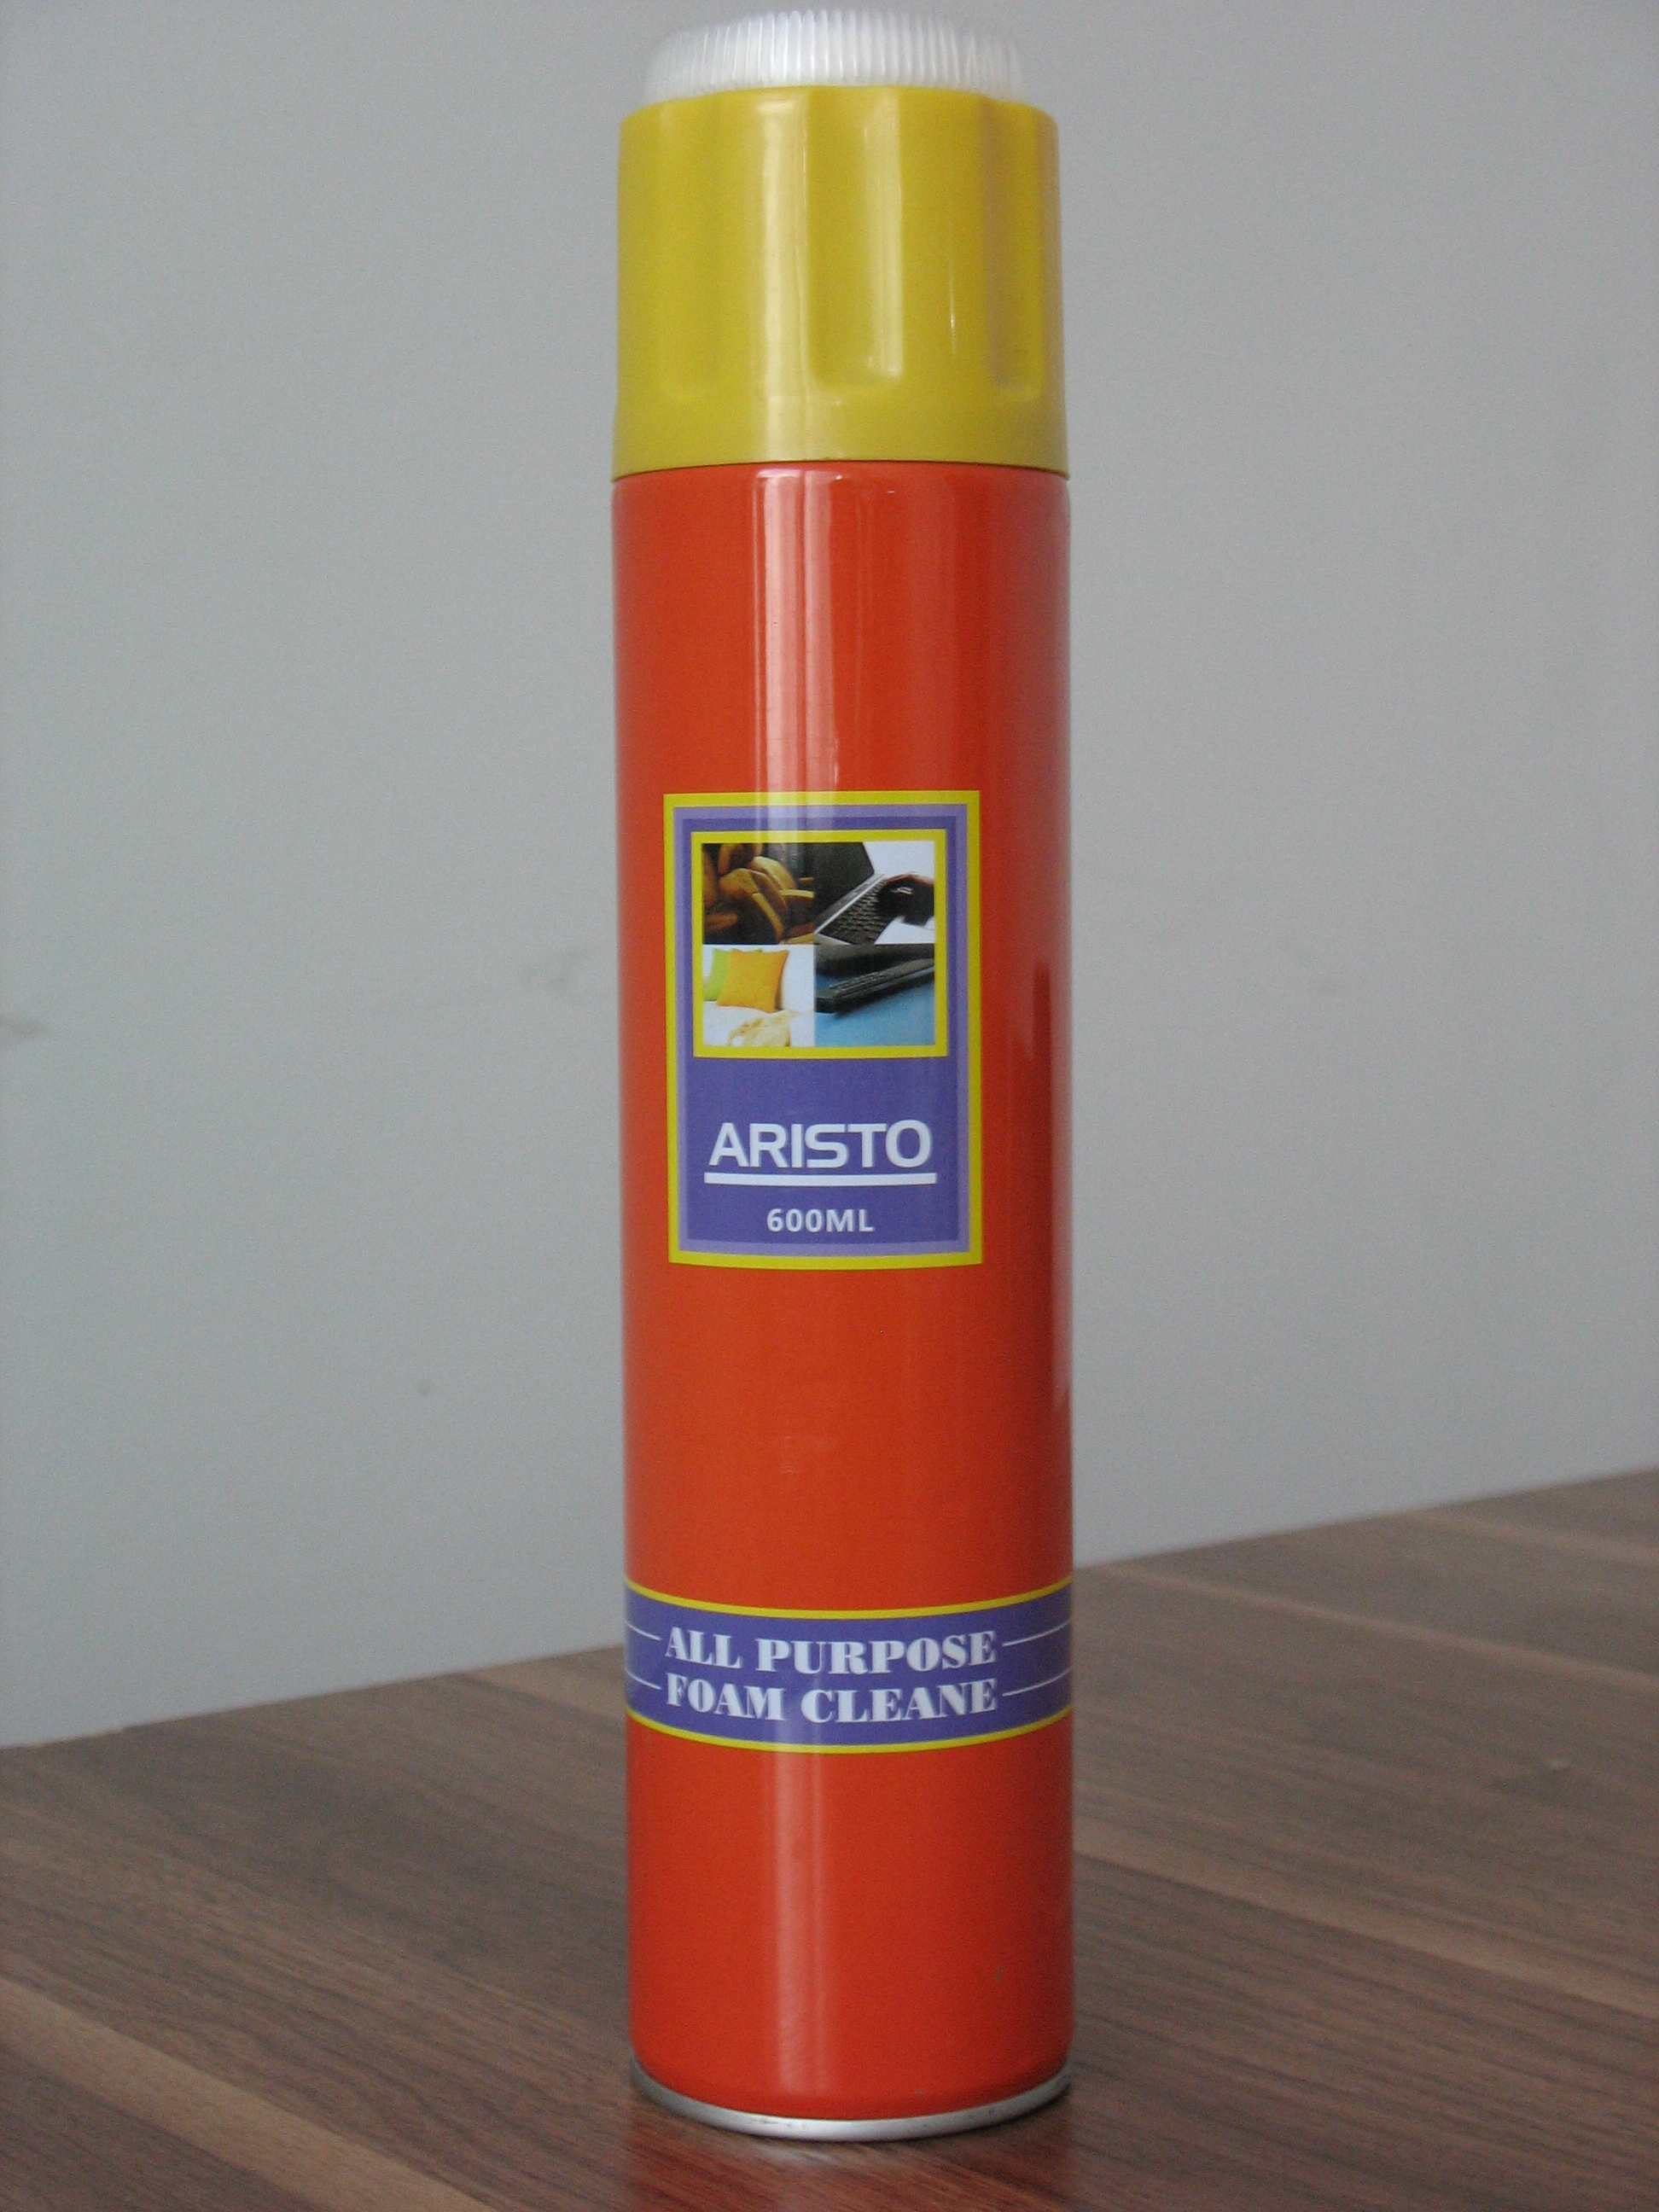 ARISTO
600ML
ALL PURPOSE
FOAM CLEANE